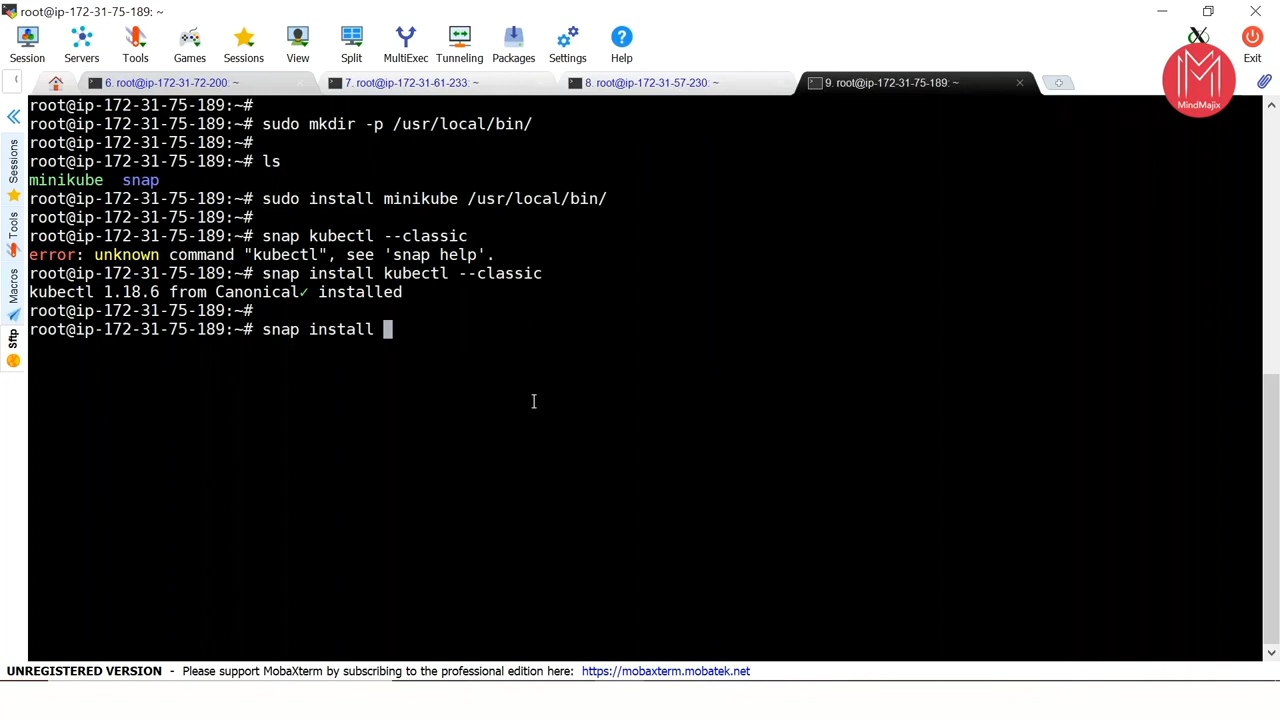 root@ip-172-31-75-189: ~
Session Servers Tools Games Sessions View Split MultiExec Tunneling Packages Settings Help X server Exit
6. root@ip-172-31-72-200: ~ 7. root@ip-172-31-61-233: ~ 8. root@ip-172-31-57-230: ~ 9. root@ip-172-31-75-189: ~
MindMajix
Sessions
Tools
Macros
Sftp
root@ip-172-31-75-189:~#
root@ip-172-31-75-189:~# sudo mkdir -p /usr/local/bin/
root@ip-172-31-75-189:~#
root@ip-172-31-75-189:~# ls
minikube snap
root@ip-172-31-75-189:~# sudo install minikube /usr/local/bin/
root@ip-172-31-75-189:~#
root@ip-172-31-75-189:~# snap kubectl --classic
error: unknown command "kubectl", see 'snap help'.
root@ip-172-31-75-189:~# snap install kubectl --classic
kubectl 1.18.6 from Canonical✓ installed
root@ip-172-31-75-189:~#
root@ip-172-31-75-189:~# snap install
UNREGISTERED VERSION - Please support MobaXterm by subscribing to the professional edition here: https://mobaxterm.mobatek.net